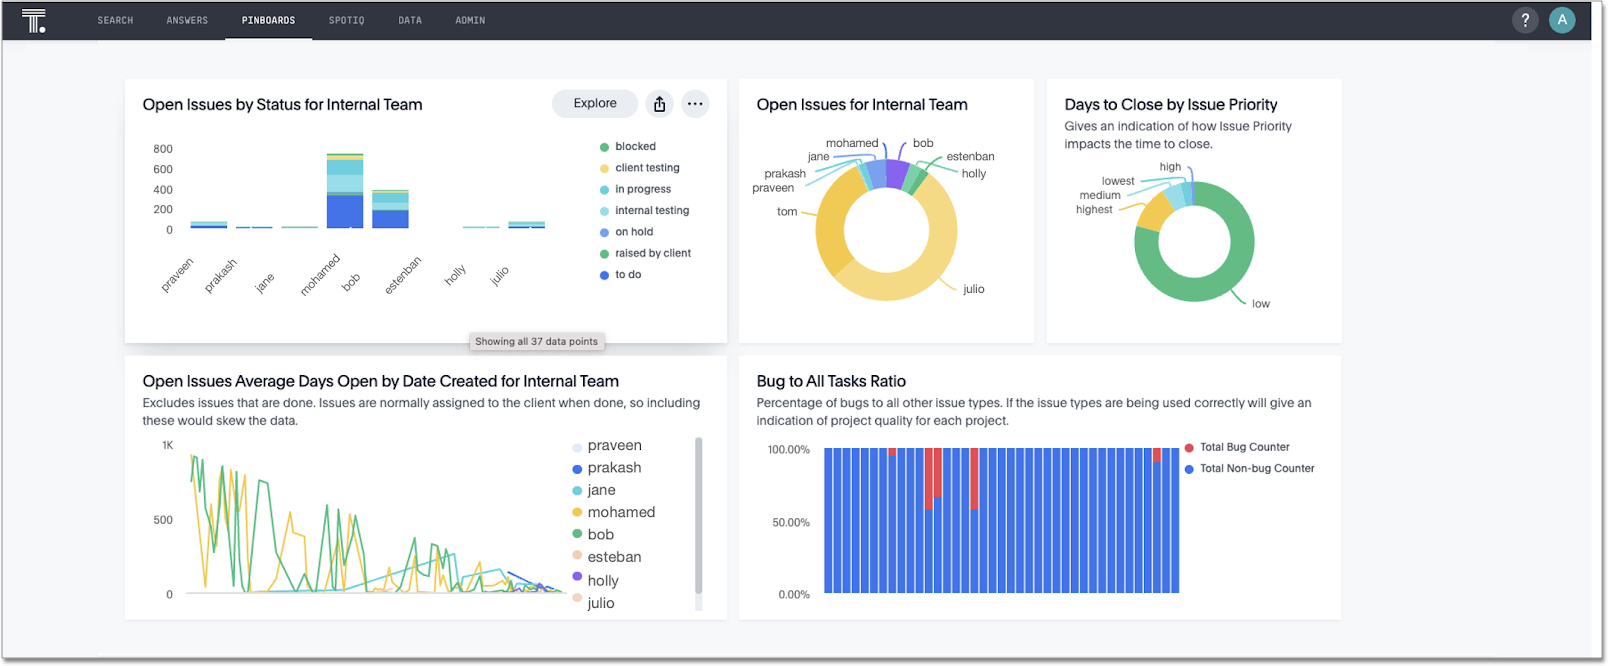 SEARCH ANSWERS PINBOARDS SPOTIQ DATA ADMIN ? A
Open Issues by Status for Internal Team
Explore
800
600
400
200
0
praveen
prakash
jane
mohamed
bob
estenban
holly
julio
blocked
client testing
in progress
internal testing
on hold
raised by client
to do
Showing all 37 data points
Open Issues for Internal Team
mohamed
bob
jane
estenban
prakash
holly
praveen
tom
julio
Days to Close by Issue Priority
Gives an indication of how Issue Priority
impacts the time to close.
high
lowest
medium
highest
low
Open Issues Average Days Open by Date Created for Internal Team
Excludes issues that are done. Issues are normally assigned to the client when done, so including
these would skew the data.
1K
500
0
praveen
prakash
jane
mohamed
bob
esteban
holly
julio
Bug to All Tasks Ratio
Percentage of bugs to all other issue types. If the issue types are being used correctly will give an
indication of project quality for each project.
100.00%
50.00%
0.00%
Total Bug Counter
Total Non-bug Counter